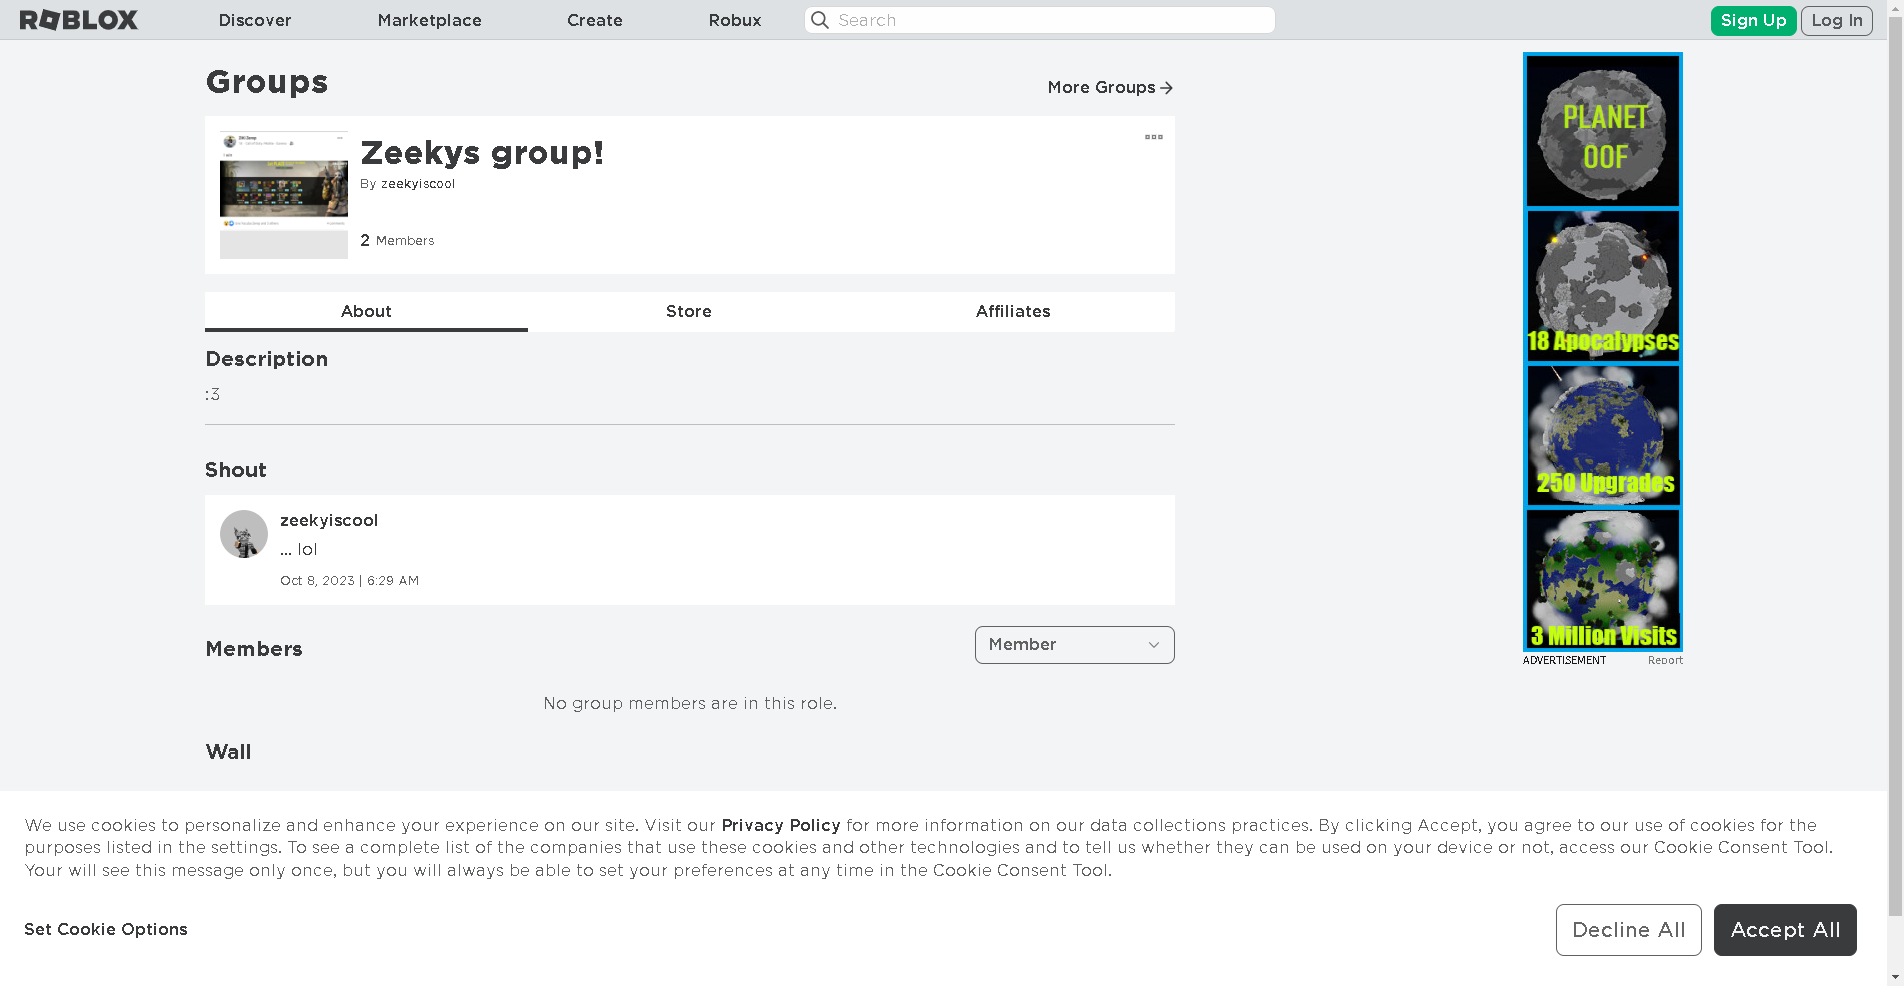 ROBLOX
Discover
Marketplace
Create
Robux
Search
Sign Up
Log In
Groups
More Groups
Zeekys group!
By zeekyiscool
2 Members
About
Store
Affiliates
Description
:3
Shout
zeekyiscool
... lol
Oct 8, 2023 | 6:29 AM
Members
Member
No group members are in this role.
Wall
PLANET
OOF
18 Apocalypses
250 Upgrades
3 Million Visits
ADVERTISEMENT
Report
We use cookies to personalize and enhance your experience on our site. Visit our Privacy Policy for more information on our data collections practices. By clicking Accept, you agree to our use of cookies for the
purposes listed in the settings. To see a complete list of the companies that use these cookies and other technologies and to tell us whether they can be used on your device or not, access our Cookie Consent Tool.
Your will see this message only once, but you will always be able to set your preferences at any time in the Cookie Consent Tool.
Set Cookie Options
Decline All
Accept All